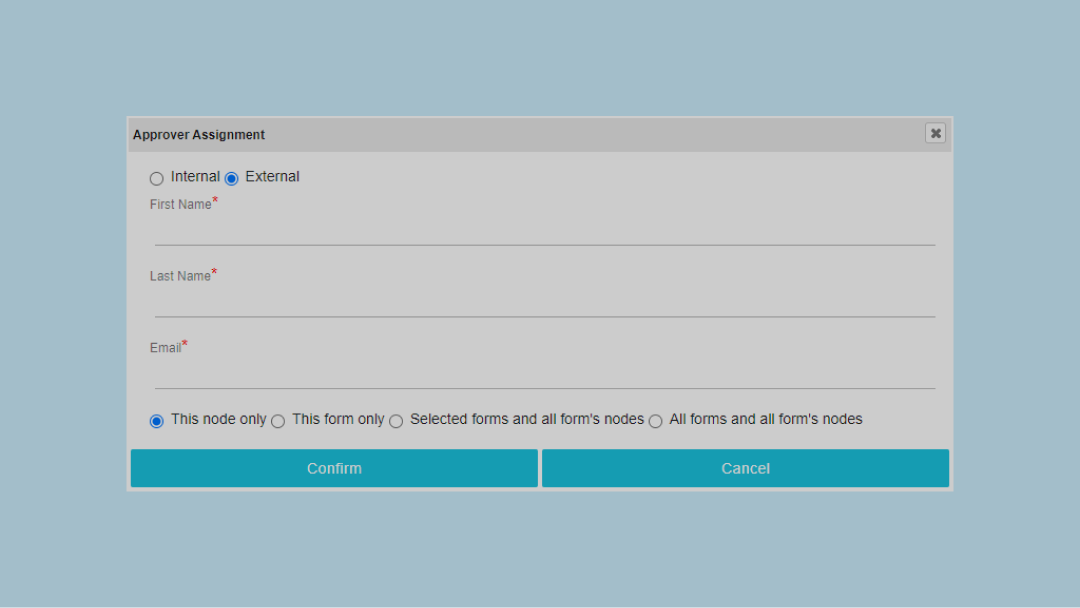 Approver Assignment
Internal External
First Name*
Last Name*
Email*
This node only This form only Selected forms and all form's nodes All forms and all form's nodes
Confirm Cancel